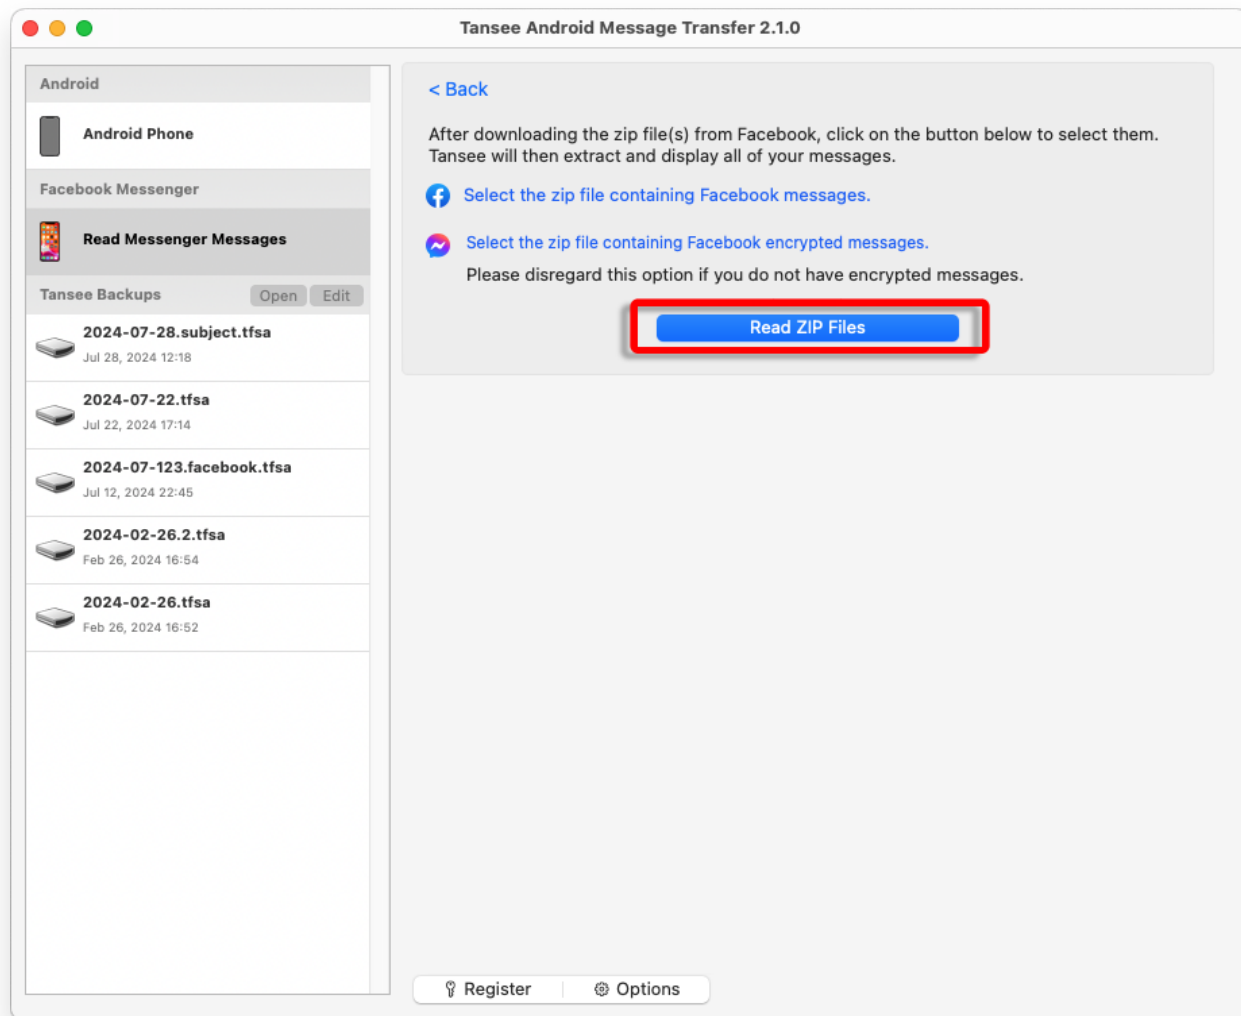 Tansee Android Message Transfer 2.1.0
Android
Android Phone
Facebook Messenger
Read Messenger Messages
Tansee Backups
Open
Edit
2024-07-28.subject.tfsa
Jul 28, 2024 12:18
2024-07-22.tfsa
Jul 22, 2024 17:14
2024-07-123.facebook.tfsa
Jul 12, 2024 22:45
2024-02-26.2.tfsa
Feb 26, 2024 16:54
2024-02-26.tfsa
Feb 26, 2024 16:52
< Back
After downloading the zip file(s) from Facebook, click on the button below to select them.
Tansee will then extract and display all of your messages.
Select the zip file containing Facebook messages.
Select the zip file containing Facebook encrypted messages.
Please disregard this option if you do not have encrypted messages.
Read ZIP Files
Register
Options